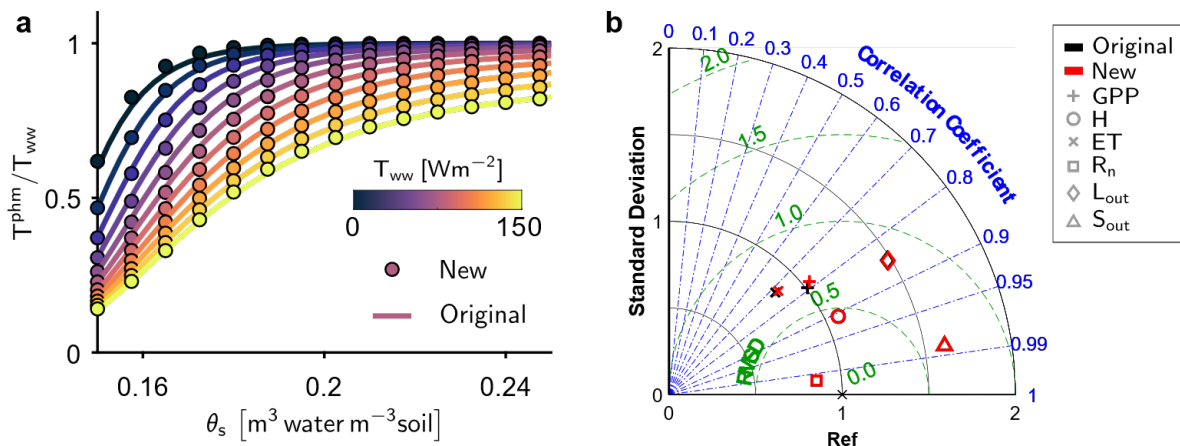 a
1
0.5
0
T^phm/T_ww
0.16
0.2
0.24
θ_s [m^3 water m^−3 soil]
T_ww [Wm^−2]
0
150
New
Original
b
Standard Deviation
2
1
0
0
1
2
Ref
0
0.1
0.2
0.3
0.4
0.5
0.6
0.7
0.8
0.9
0.95
0.99
1
Correlation Coefficient
2.0
1.5
1.0
0.5
0.0
RMSD
Original
New
GPP
H
ET
R_n
L_out
S_out